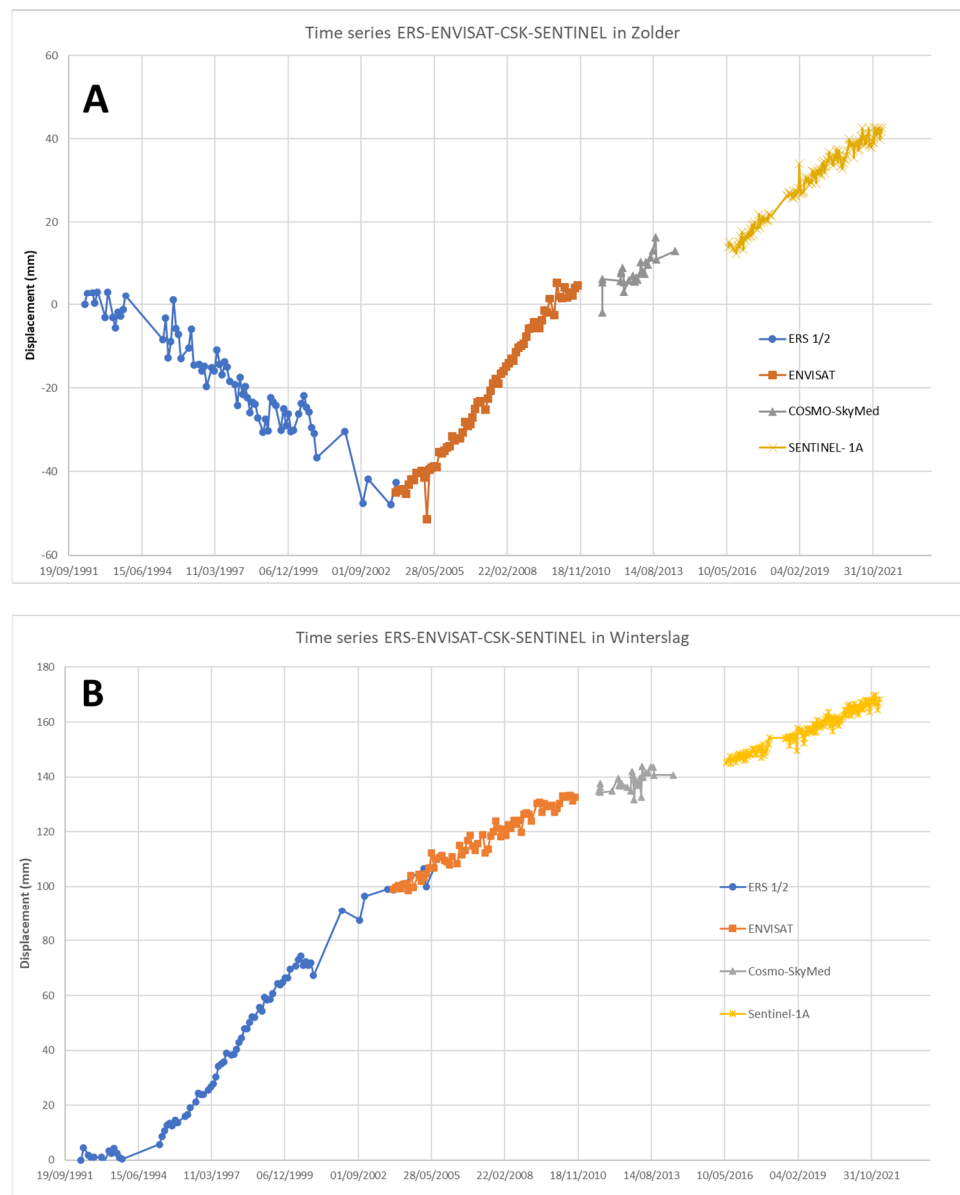 Time series ERS-ENVISAT-CSK-SENTINEL in Zolder
A
60
40
20
0
-20
-40
-60
Displacement (mm)
ERS 1/2
ENVISAT
COSMO-SkyMed
SENTINEL- 1A
19/09/1991 15/06/1994 11/03/1997 06/12/1999 01/09/2002 28/05/2005 22/02/2008 18/11/2010 14/08/2013 10/05/2016 04/02/2019 31/10/2021
Time series ERS-ENVISAT-CSK-SENTINEL in Winterslag
B
180
160
140
120
100
80
60
40
20
0
Displacement (mm)
ERS 1/2
ENVISAT
Cosmo-SkyMed
Sentinel-1A
19/09/1991 15/06/1994 11/03/1997 06/12/1999 01/09/2002 28/05/2005 22/02/2008 18/11/2010 14/08/2013 10/05/2016 04/02/2019 31/10/2021